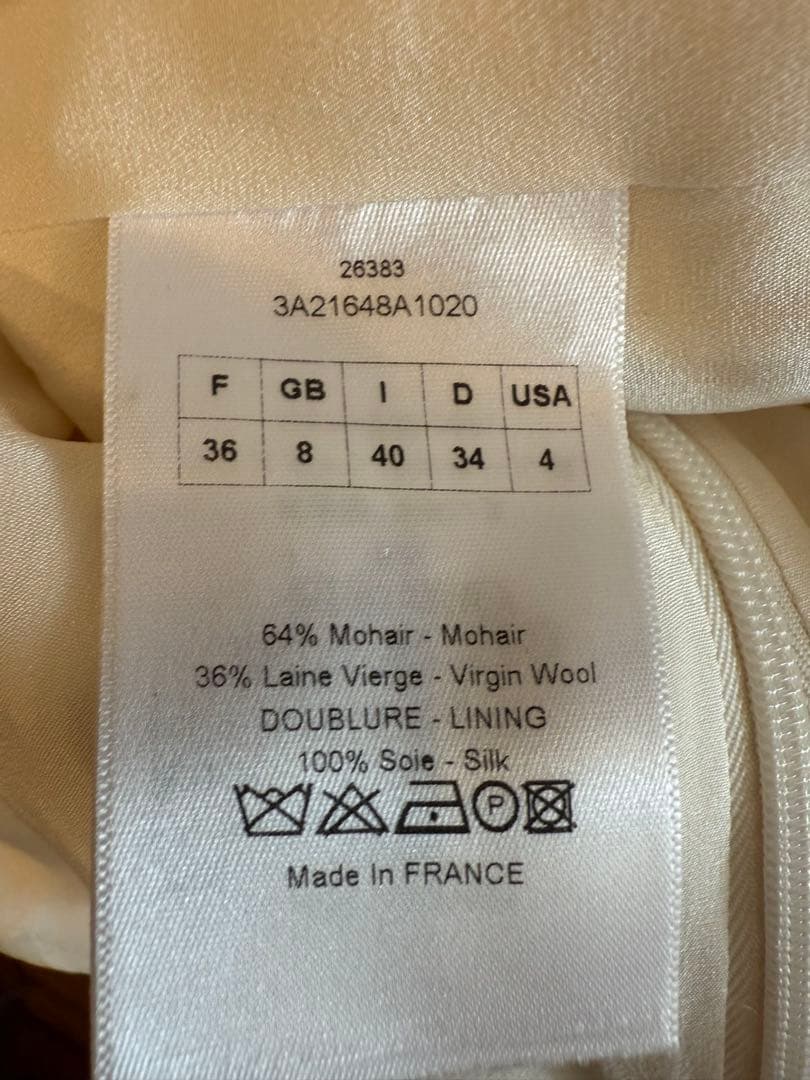 26383
3A21648A1020
F GB I D USA
36 8 40 34 4
64% Mohair - Mohair
36% Laine Vierge - Virgin Wool
DOUBLURE - LINING
100% Soie - Silk
P
Made In FRANCE